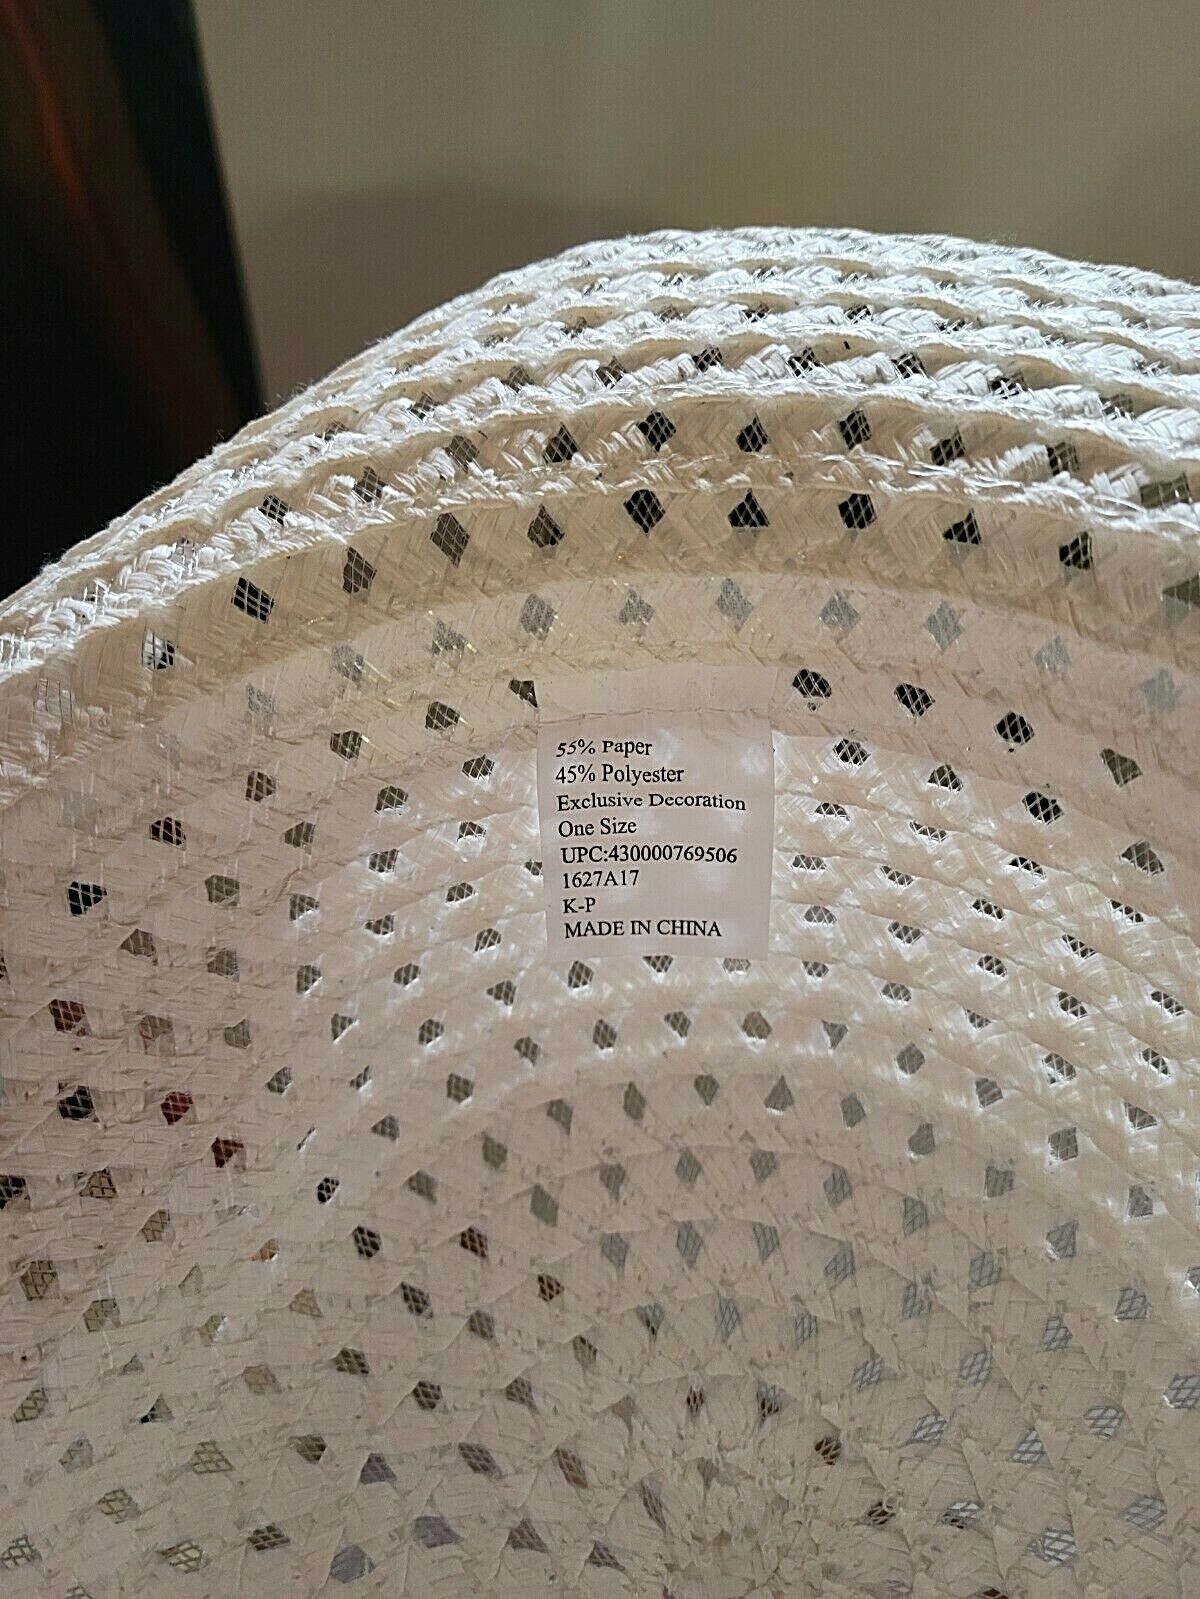 55% Paper
45% Polyester
Exclusive Decoration
One Size
UPC:430000769506
1627A17
K-P
MADE IN CHINA